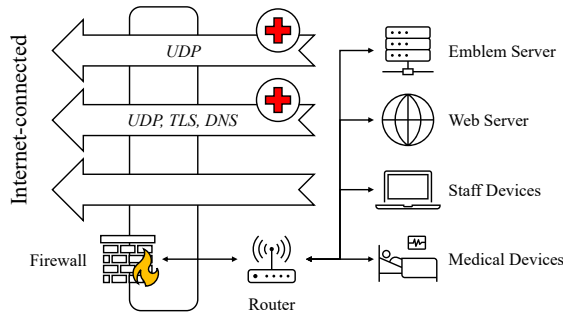 Internet-connected
UDP
UDP, TLS, DNS
Emblem Server
Web Server
Staff Devices
Medical Devices
Firewall
Router